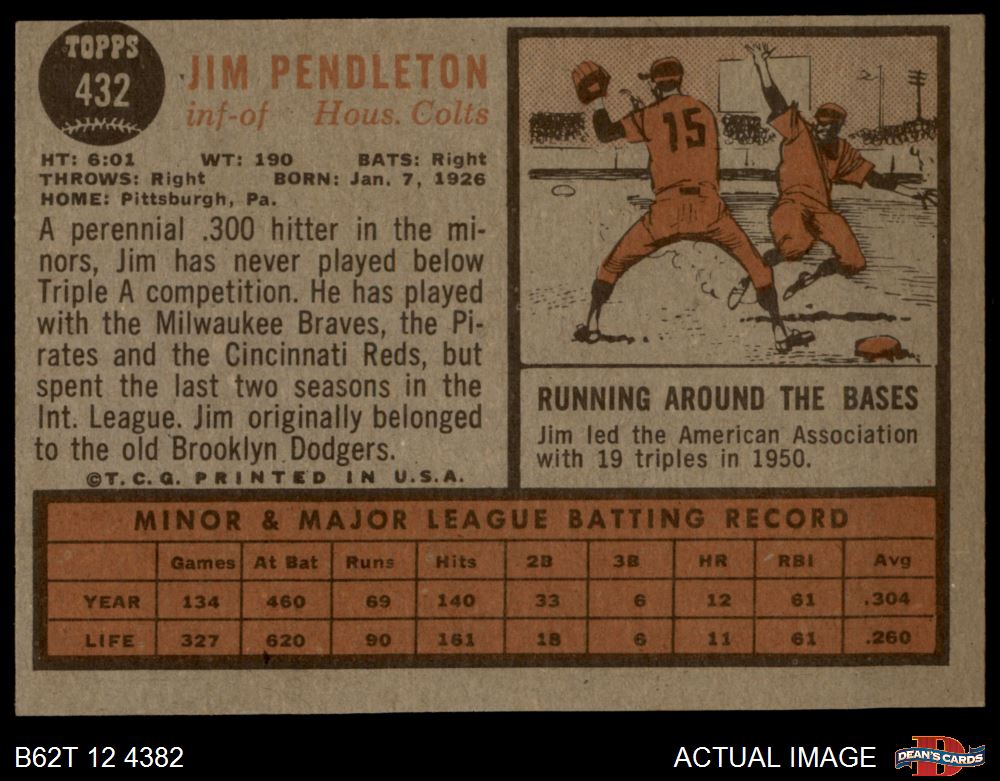 TOPPS
432
JIM PENDLETON
inf-of Hous. Colts
HT: 6:01 WT: 190 BATS: Right
THROWS: Right BORN: Jan. 7, 1926
HOME: Pittsburgh, Pa.
A perennial .300 hitter in the mi-
nors, Jim has never played below
Triple A competition. He has played
with the Milwaukee Braves, the Pi-
rates and the Cincinnati Reds, but
spent the last two seasons in the
Int. League. Jim originally belonged
to the old Brooklyn Dodgers.
©T.C.G. PRINTED IN U.S.A.
15
RUNNING AROUND THE BASES
Jim led the American Association
with 19 triples in 1950.
MINOR & MAJOR LEAGUE BATTING RECORD
Games At Bat Runs Hits 2B 3B HR RBI Avg
YEAR 134 460 69 140 33 6 12 61 .304
LIFE 327 620 90 161 18 6 11 61 .260
B62T 12 4382 ACTUAL IMAGE
D
DEAN'S CARDS